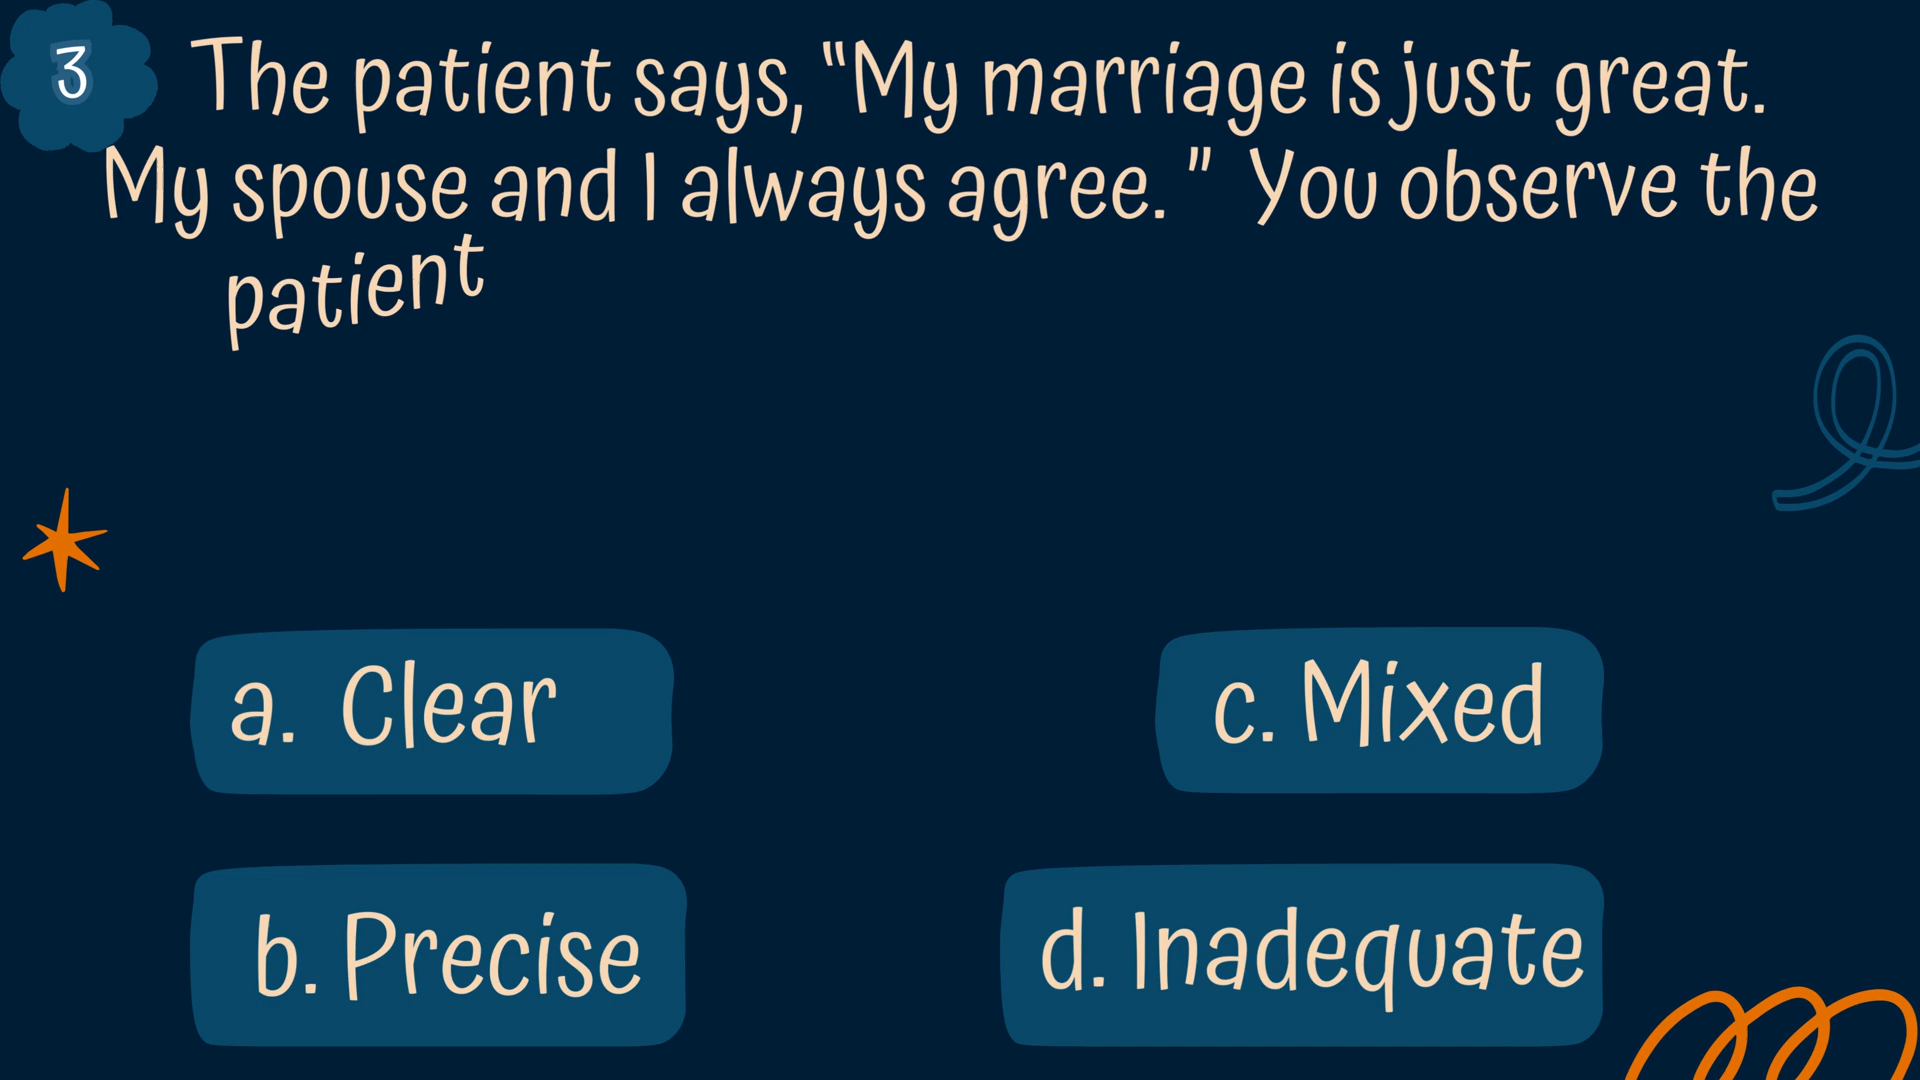 3
The patient says, "My marriage is just great.
My spouse and I always agree. " You observe the
patient
a. Clear
c. Mixed
b. Precise
d. Inadequate